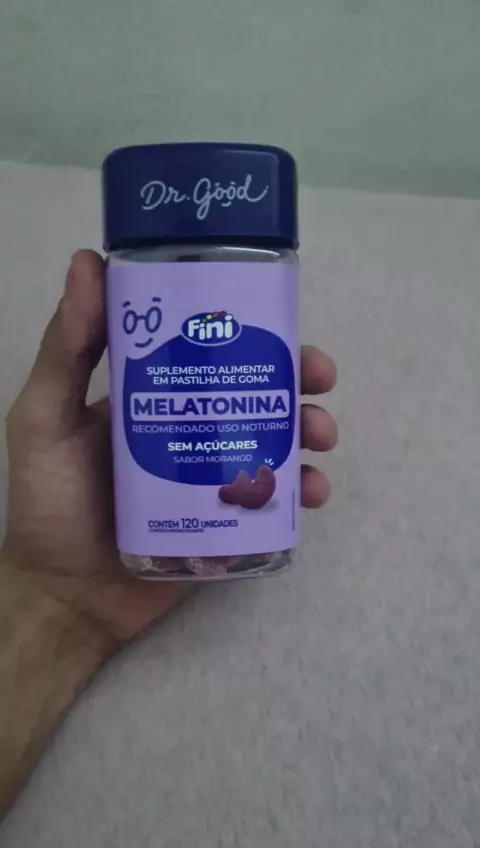 Dr. Good
Fini
SUPLEMENTO ALIMENTAR
EM PASTILHA DE GOMA
MELATONINA
RECOMENDADO USO NOTURNO
SEM AÇÚCARES
SABOR MORANGO
CONTÉM 120 UNIDADES